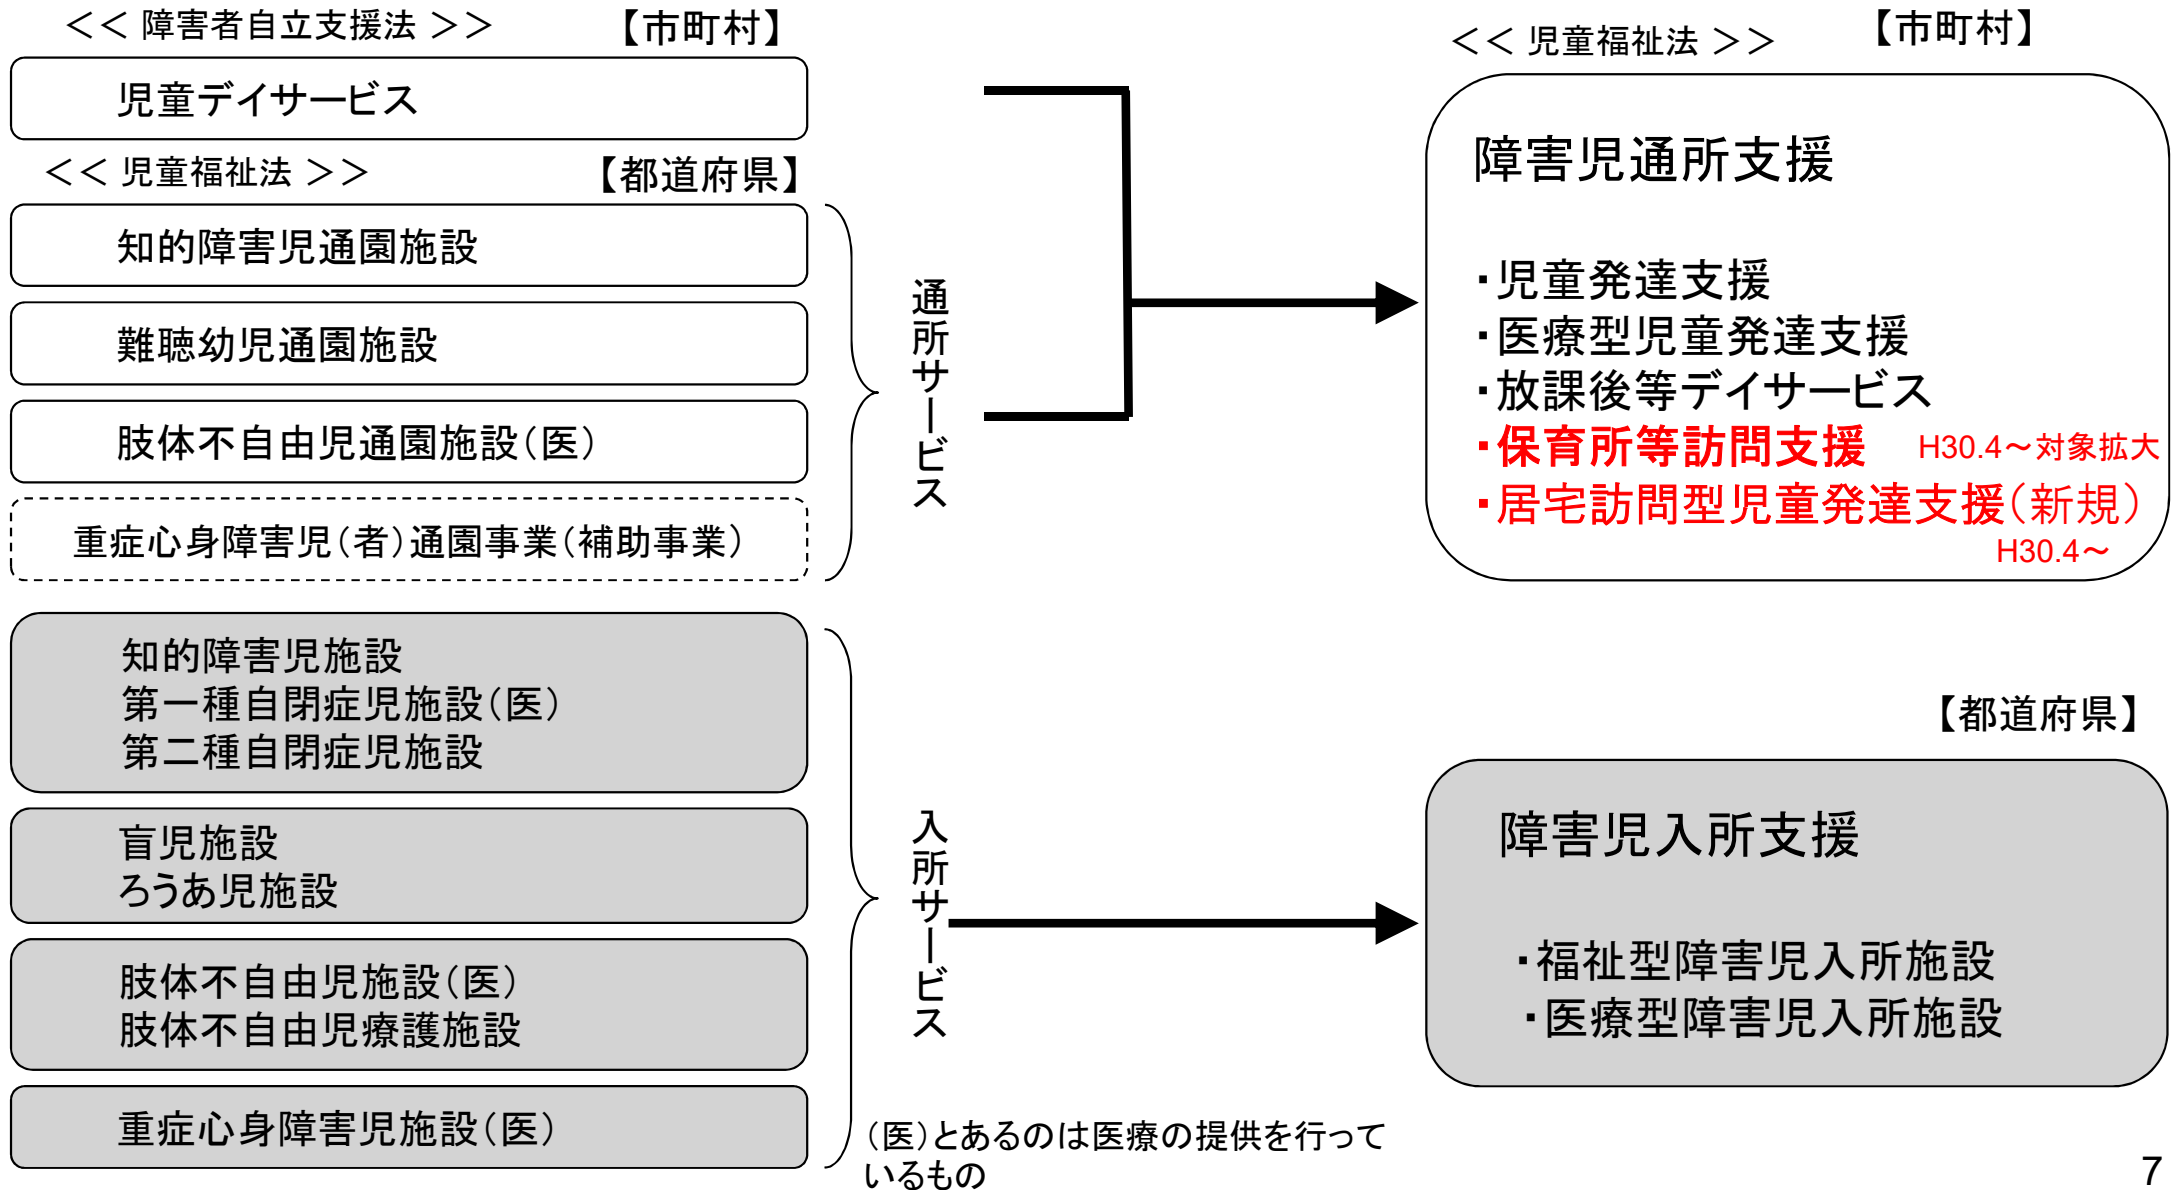 ＜＜ 障害者自立支援法 ＞＞ 【市町村】
児童デイサービス
＜＜ 児童福祉法 ＞＞ 【都道府県】
知的障害児通園施設
難聴幼児通園施設
肢体不自由児通園施設（医）
重症心身障害児（者）通園事業（補助事業）
通所サービス
知的障害児施設
第一種自閉症児施設（医）
第二種自閉症児施設
盲児施設
ろうあ児施設
肢体不自由児施設（医）
肢体不自由児療護施設
重症心身障害児施設（医）
入所サービス
（医）とあるのは医療の提供を行って
いるもの
＜＜ 児童福祉法 ＞＞ 【市町村】
障害児通所支援
・児童発達支援
・医療型児童発達支援
・放課後等デイサービス
・保育所等訪問支援 H30.4～対象拡大
・居宅訪問型児童発達支援（新規）
H30.4～
【都道府県】
障害児入所支援
・福祉型障害児入所施設
・医療型障害児入所施設
7